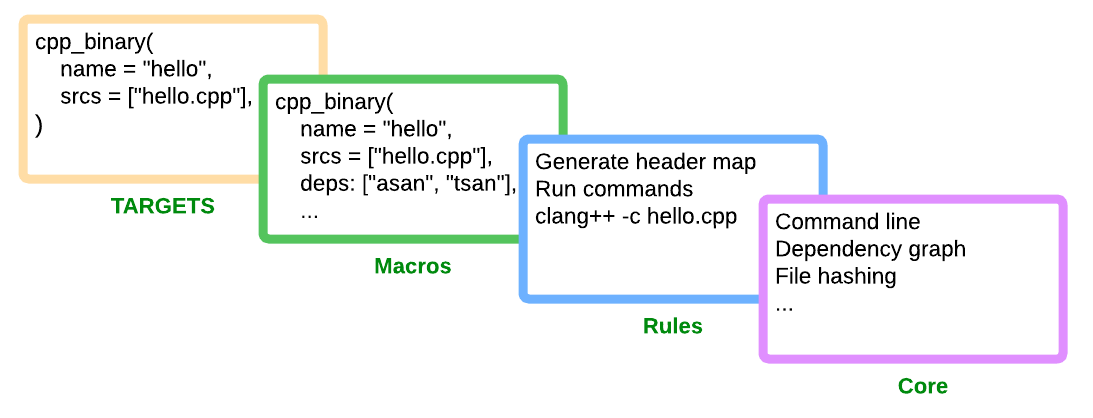 cpp_binary(
name = "hello",
srcs = ["hello.cpp"],
)
TARGETS
cpp_binary(
name = "hello",
srcs = ["hello.cpp"],
deps: ["asan", "tsan"],
...
Macros
Generate header map
Run commands
clang++ -c hello.cpp
Rules
Command line
Dependency graph
File hashing
...
Core